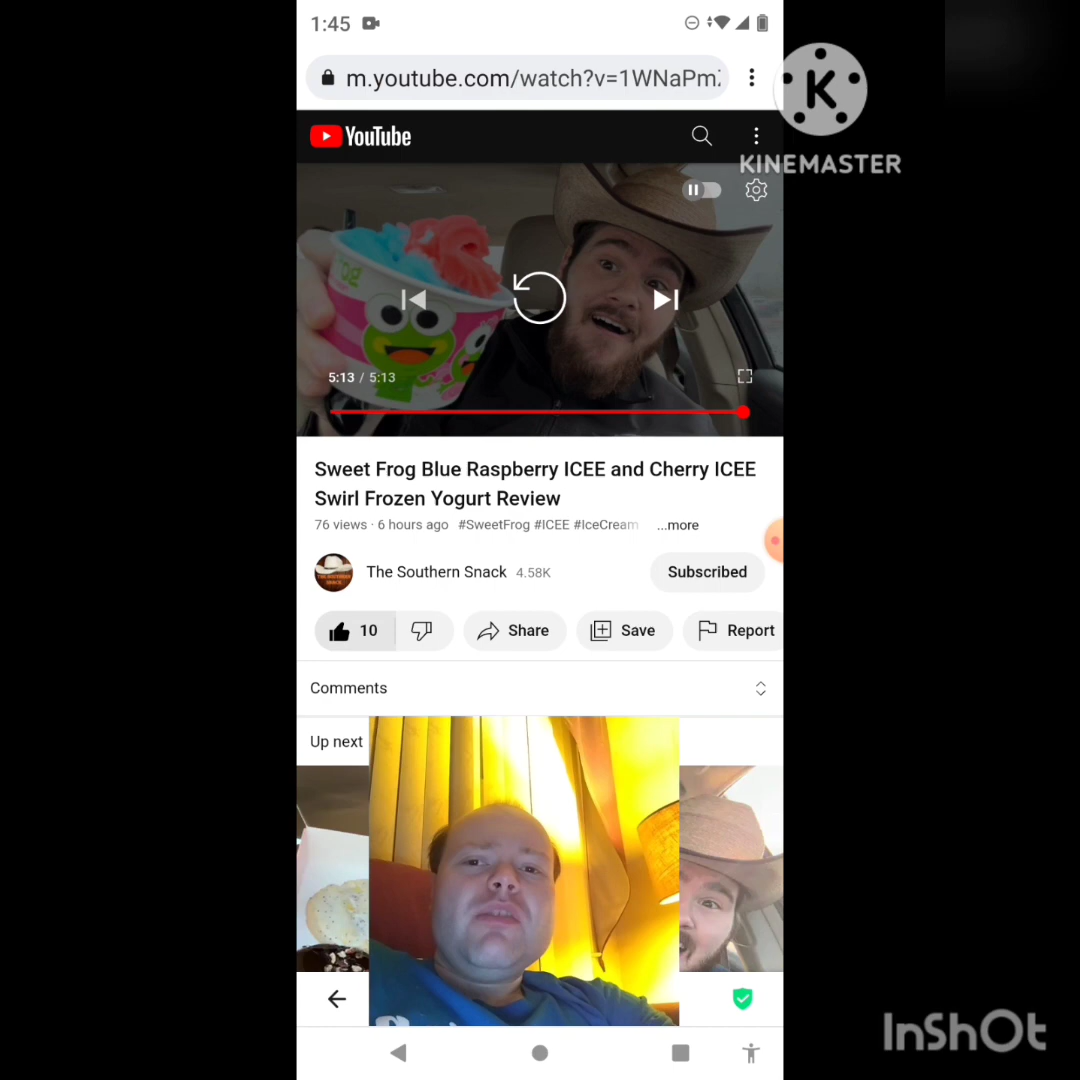 1:45
m.youtube.com/watch?v=1WNaPm
K
KINEMASTER
YouTube
rog
5:13 / 5:13
Sweet Frog Blue Raspberry ICEE and Cherry ICEE
Swirl Frozen Yogurt Review
76 views · 6 hours ago #SweetFrog #ICEE #IceCream ...more
The Southern Snack 4.58K
Subscribed
10
Share
Save
Report
Comments
Up next
InShOt